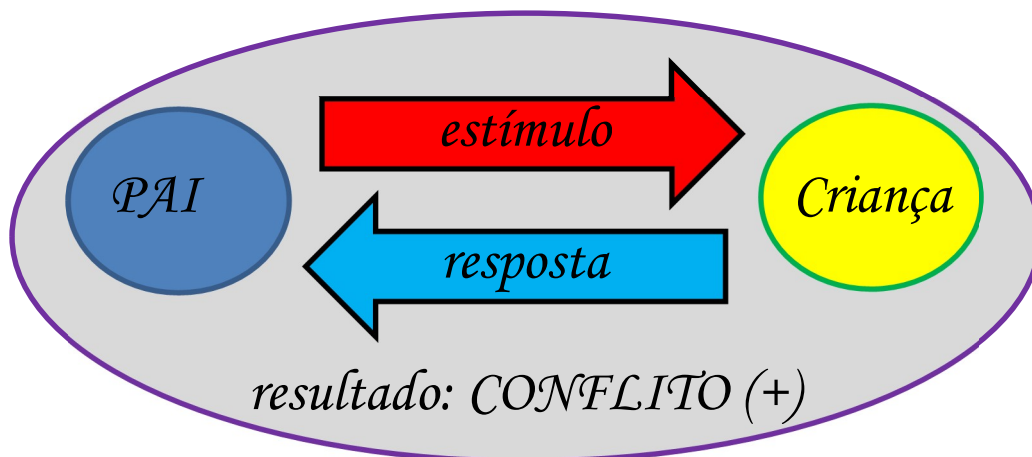 estímulo
PAI
Criança
resposta
resultado: CONFLITO (+)